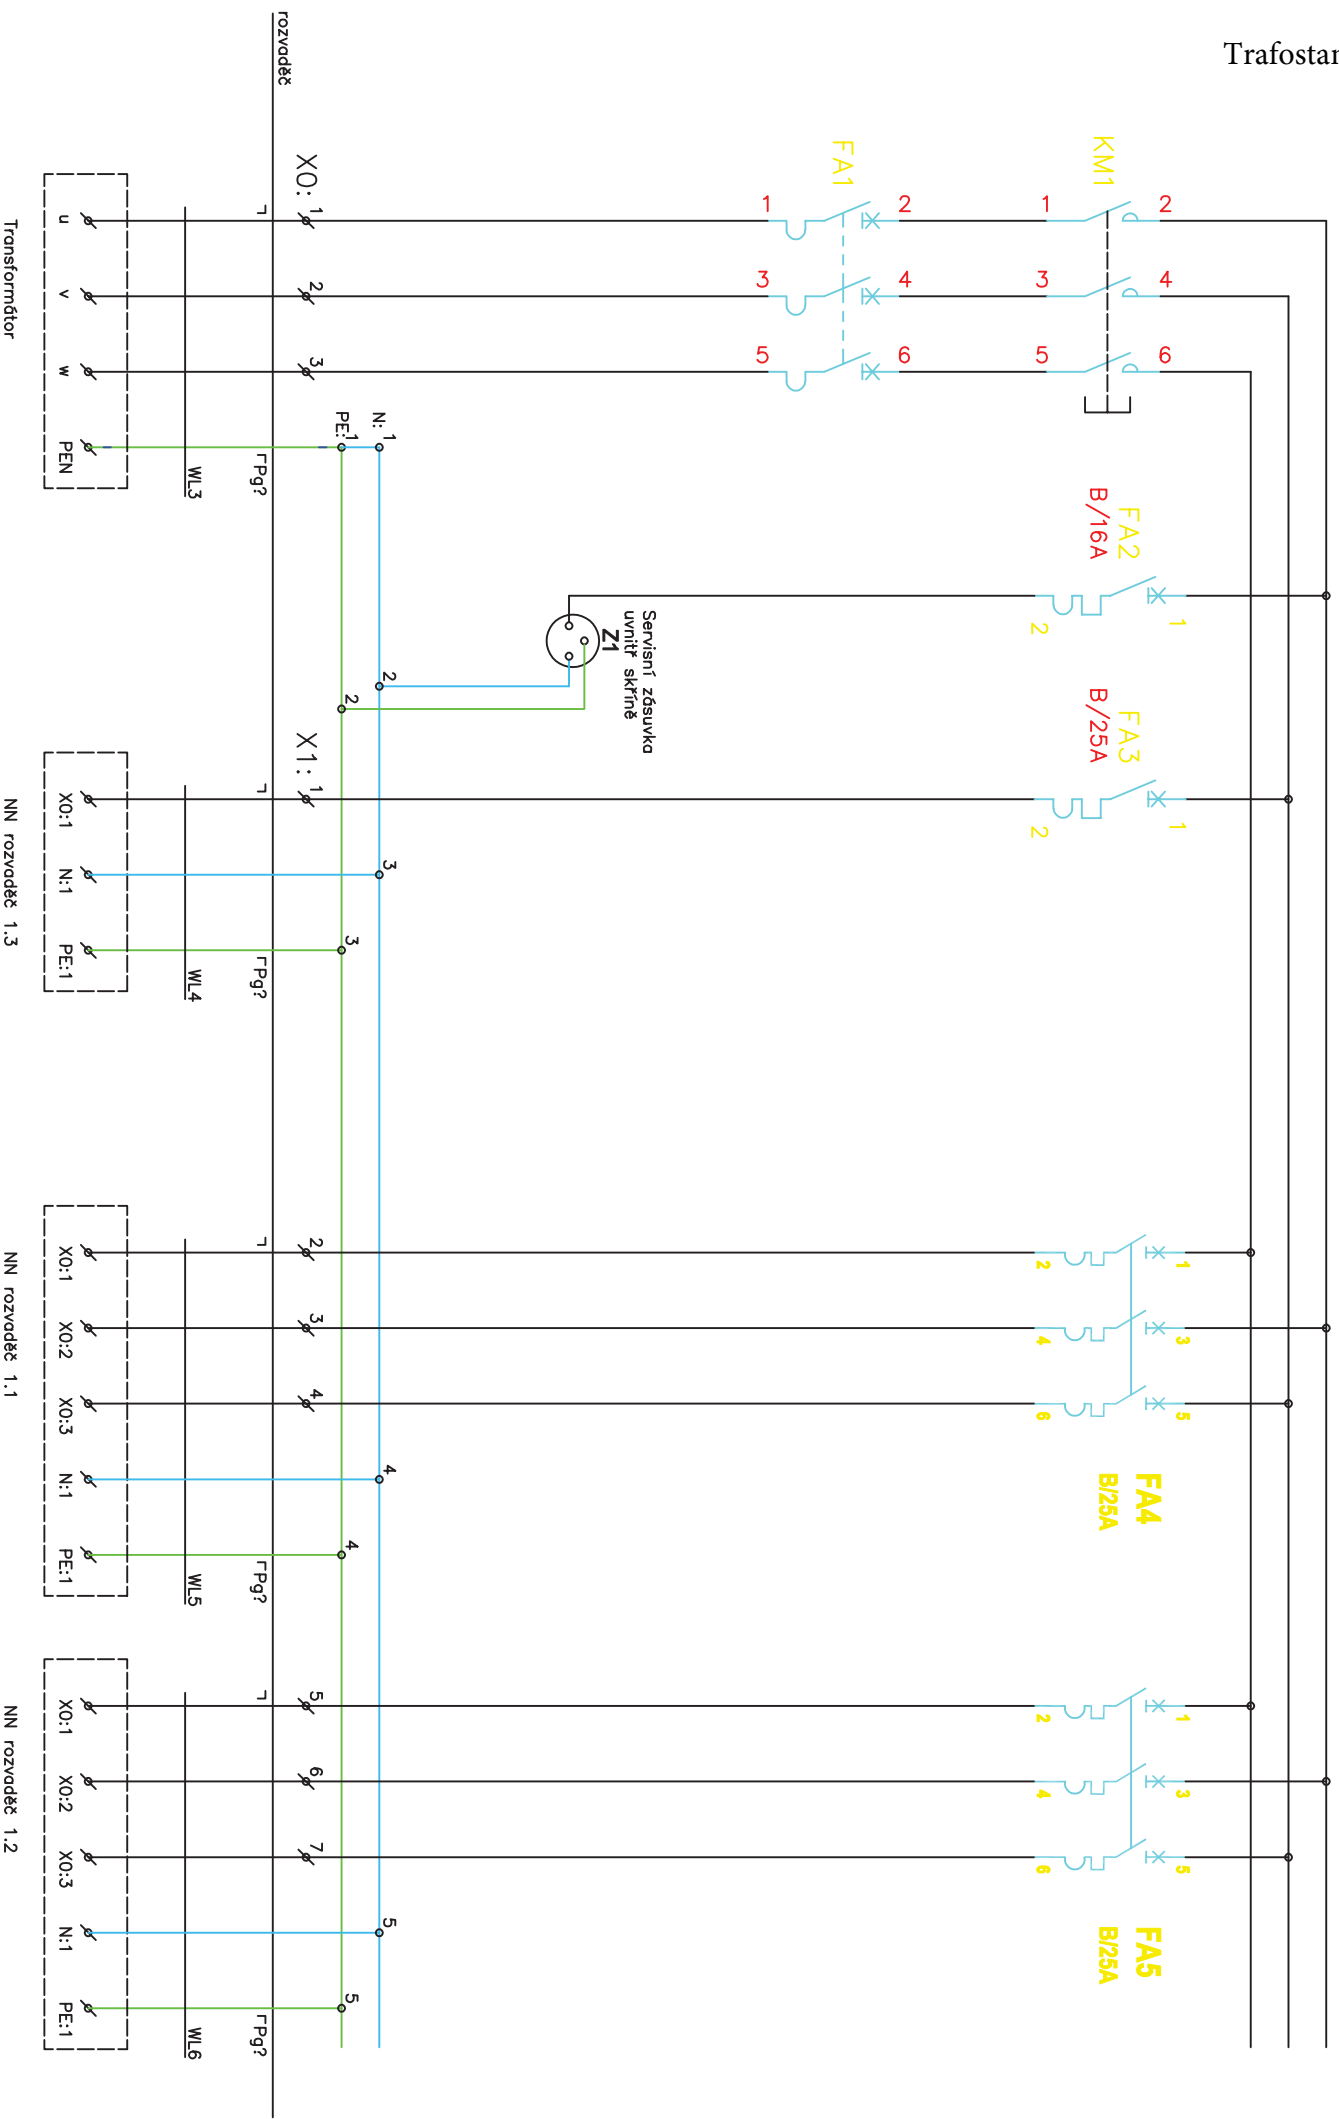 Trafostan
rozvaděč
KM1
1 2
3 4
5 6
FA1
1 2
3 4
5 6
FA2
B/16A
1
2
FA3
B/25A
1
2
FA4
B/25A
1 3 5
2 4 6
FA5
B/25A
1 3 5
2 4 6
Servisní zásuvka
uvnitř skříně
Z1
N: 1 2 3 4 5
PE: 1 2 3 4 5
X0: 1 2 3
X1: 1 2 3 4 5 6 7
Pg?
WL3
u v w PEN
Transformátor
Pg?
WL4
X0:1 N:1 PE:1
NN rozvaděč 1.3
Pg?
WL5
X0:1 X0:2 X0:3 N:1 PE:1
NN rozvaděč 1.1
Pg?
WL6
X0:1 X0:2 X0:3 N:1 PE:1
NN rozvaděč 1.2